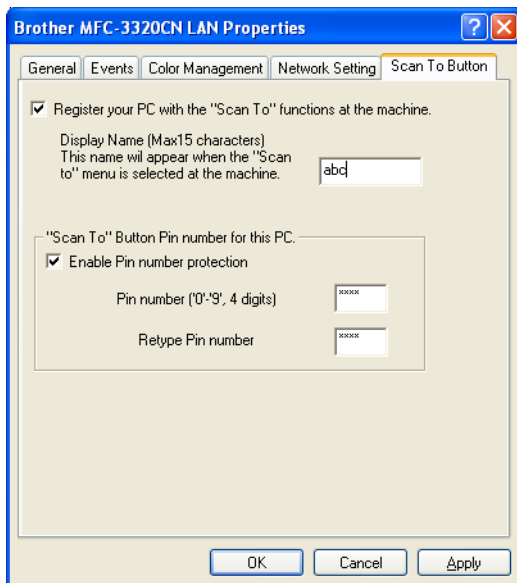 Brother MFC-3320CN LAN Properties
General Events Color Management Network Setting Scan To Button
Register your PC with the "Scan To" functions at the machine.
Display Name (Max15 characters)
This name wil appear when the "Scan
to" menu is selected at the machine.
abc
"Scan To" Button Pin number for this PC.
Enable Pin number protection
Pin number ('0'-'9', 4 digits)
xxxx
Retype Pin number
xxxx
OK Cancel Apply